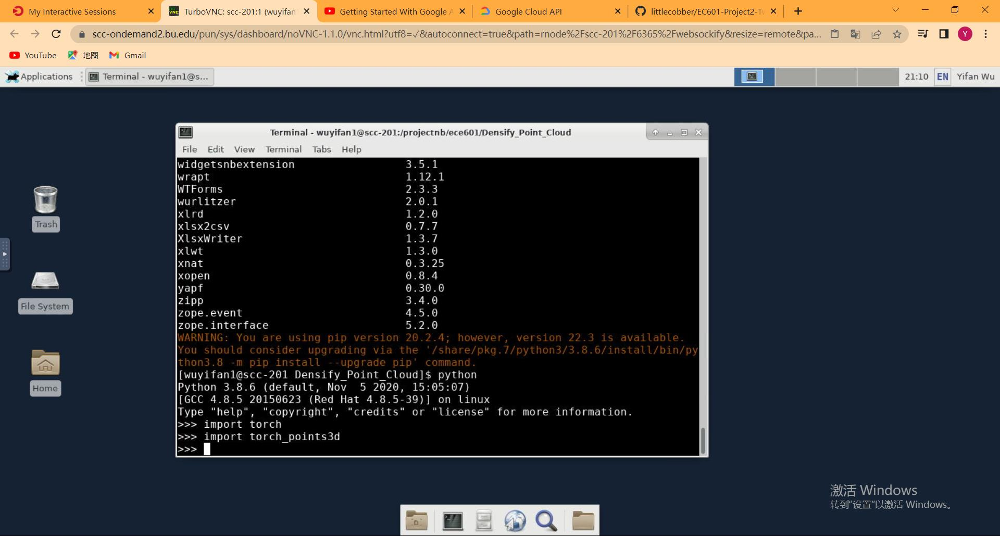 My Interactive Sessions
TurboVNC: scc-201:1 (wuyifan
Getting Started With Google A
Google Cloud API
littlecobber/EC601-Project2-Tw
scc-ondemand2.bu.edu/pun/sys/dashboard/noVNC-1.1.0/vnc.html?utf8=✓&autoconnect=true&path=rnode%2Fscc-201%2F6365%2Fwebsockify&resize=remote&pa...
Y
YouTube
地图
Gmail
Applications
Terminal - wuyifan1@s...
21:10
EN
Yifan Wu
Trash
File System
Home
Terminal - wuyifan1@scc-201:/projectnb/ece601/Densify_Point_Cloud
File Edit View Terminal Tabs Help
widgetsnbextension 3.5.1
wrapt 1.12.1
WTForms 2.3.3
wurlitzer 2.0.1
xlrd 1.2.0
xlsx2csv 0.7.7
XlsxWriter 1.3.7
xlwt 1.3.0
xnat 0.3.25
xopen 0.8.4
yapf 0.30.0
zipp 3.4.0
zope.event 4.5.0
zope.interface 5.2.0
WARNING: You are using pip version 20.2.4; however, version 22.3 is available.
You should consider upgrading via the '/share/pkg.7/python3/3.8.6/install/bin/py
thon3.8 -m pip install --upgrade pip' command.
[wuyifan1@scc-201 Densify_Point_Cloud]$ python
Python 3.8.6 (default, Nov  5 2020, 15:05:07)
[GCC 4.8.5 20150623 (Red Hat 4.8.5-39)] on linux
Type "help", "copyright", "credits" or "license" for more information.
>>> import torch
>>> import torch_points3d
>>>
激活 Windows
转到"设置"以激活 Windows。